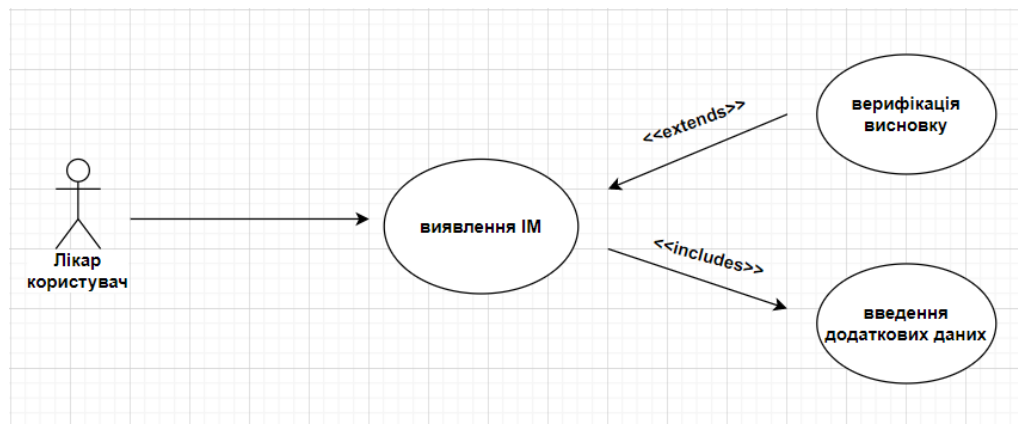 верифікація
висновку
<<extends>>
виявлення ІМ
<<includes>>
Лікар
користувач
введення
додаткових даних